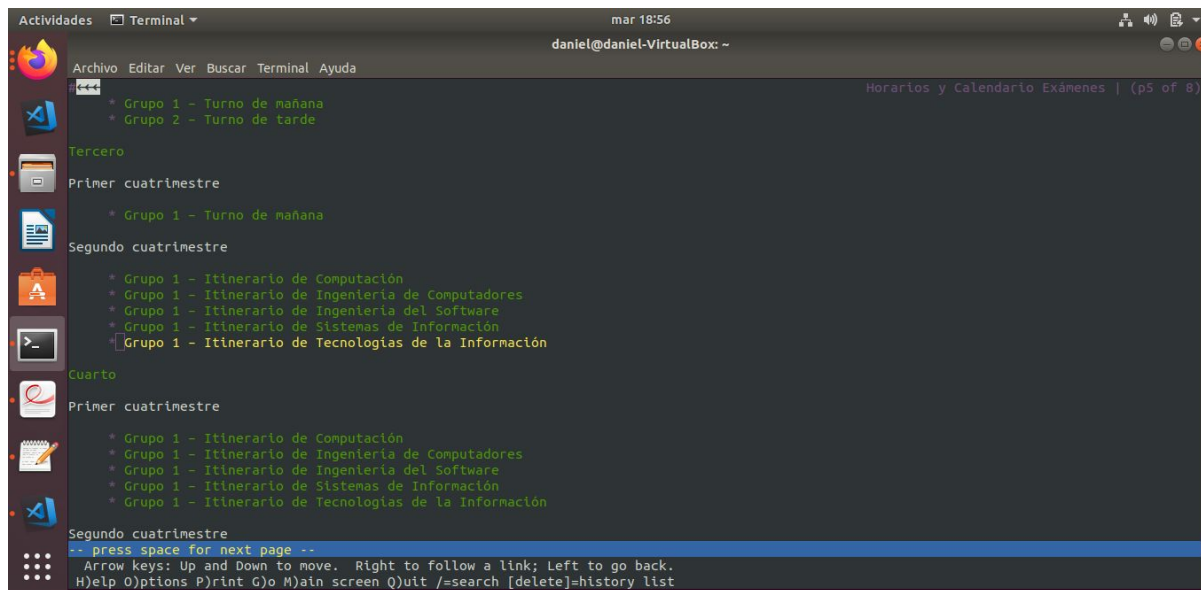 Actividades Terminal mar 18:56
daniel@daniel-VirtualBox: ~
Archivo Editar Ver Buscar Terminal Ayuda
#←←← Horarios y Calendario Exámenes | (p5 of 8)
* Grupo 1 - Turno de mañana
* Grupo 2 - Turno de tarde
Tercero
Primer cuatrimestre
* Grupo 1 - Turno de mañana
Segundo cuatrimestre
* Grupo 1 - Itinerario de Computación
* Grupo 1 - Itinerario de Ingeniería de Computadores
* Grupo 1 - Itinerario de Ingeniería del Software
* Grupo 1 - Itinerario de Sistemas de Información
* Grupo 1 - Itinerario de Tecnologías de la Información
Cuarto
Primer cuatrimestre
* Grupo 1 - Itinerario de Computación
* Grupo 1 - Itinerario de Ingeniería de Computadores
* Grupo 1 - Itinerario de Ingeniería del Software
* Grupo 1 - Itinerario de Sistemas de Información
* Grupo 1 - Itinerario de Tecnologías de la Información
Segundo cuatrimestre
-- press space for next page --
Arrow keys: Up and Down to move. Right to follow a link; Left to go back.
H)elp O)ptions P)rint G)o M)ain screen Q)uit /=search [delete]=history list